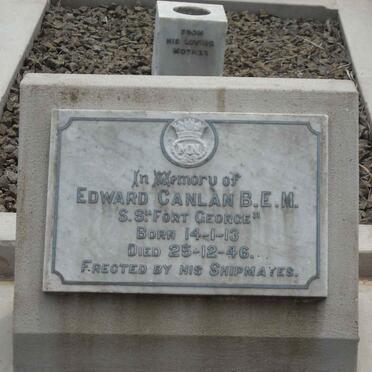 FROM
HIS LOVING
MOTHER
MN
In Memory of
EDWARD CANLAN B.E.M.
S.S. "FORT GEORGE"
BORN 14-1-13
DIED 25-12-46.
ERECTED BY HIS SHIPMATES.